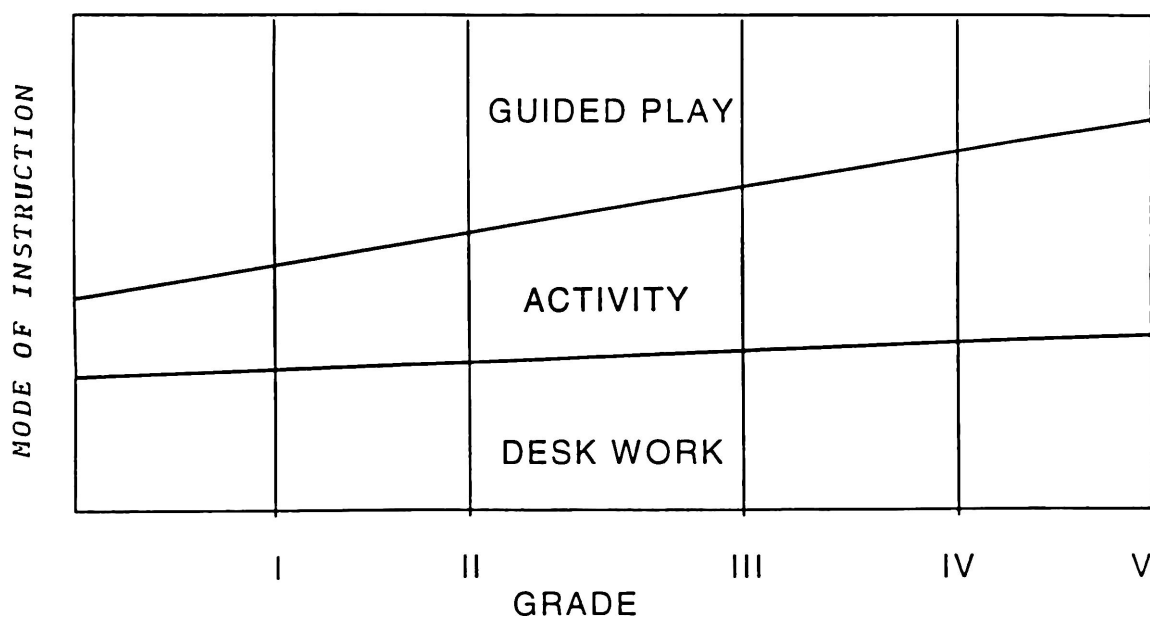 MODE OF INSTRUCTION
GUIDED PLAY
ACTIVITY
DESK WORK
I II III IV V
GRADE